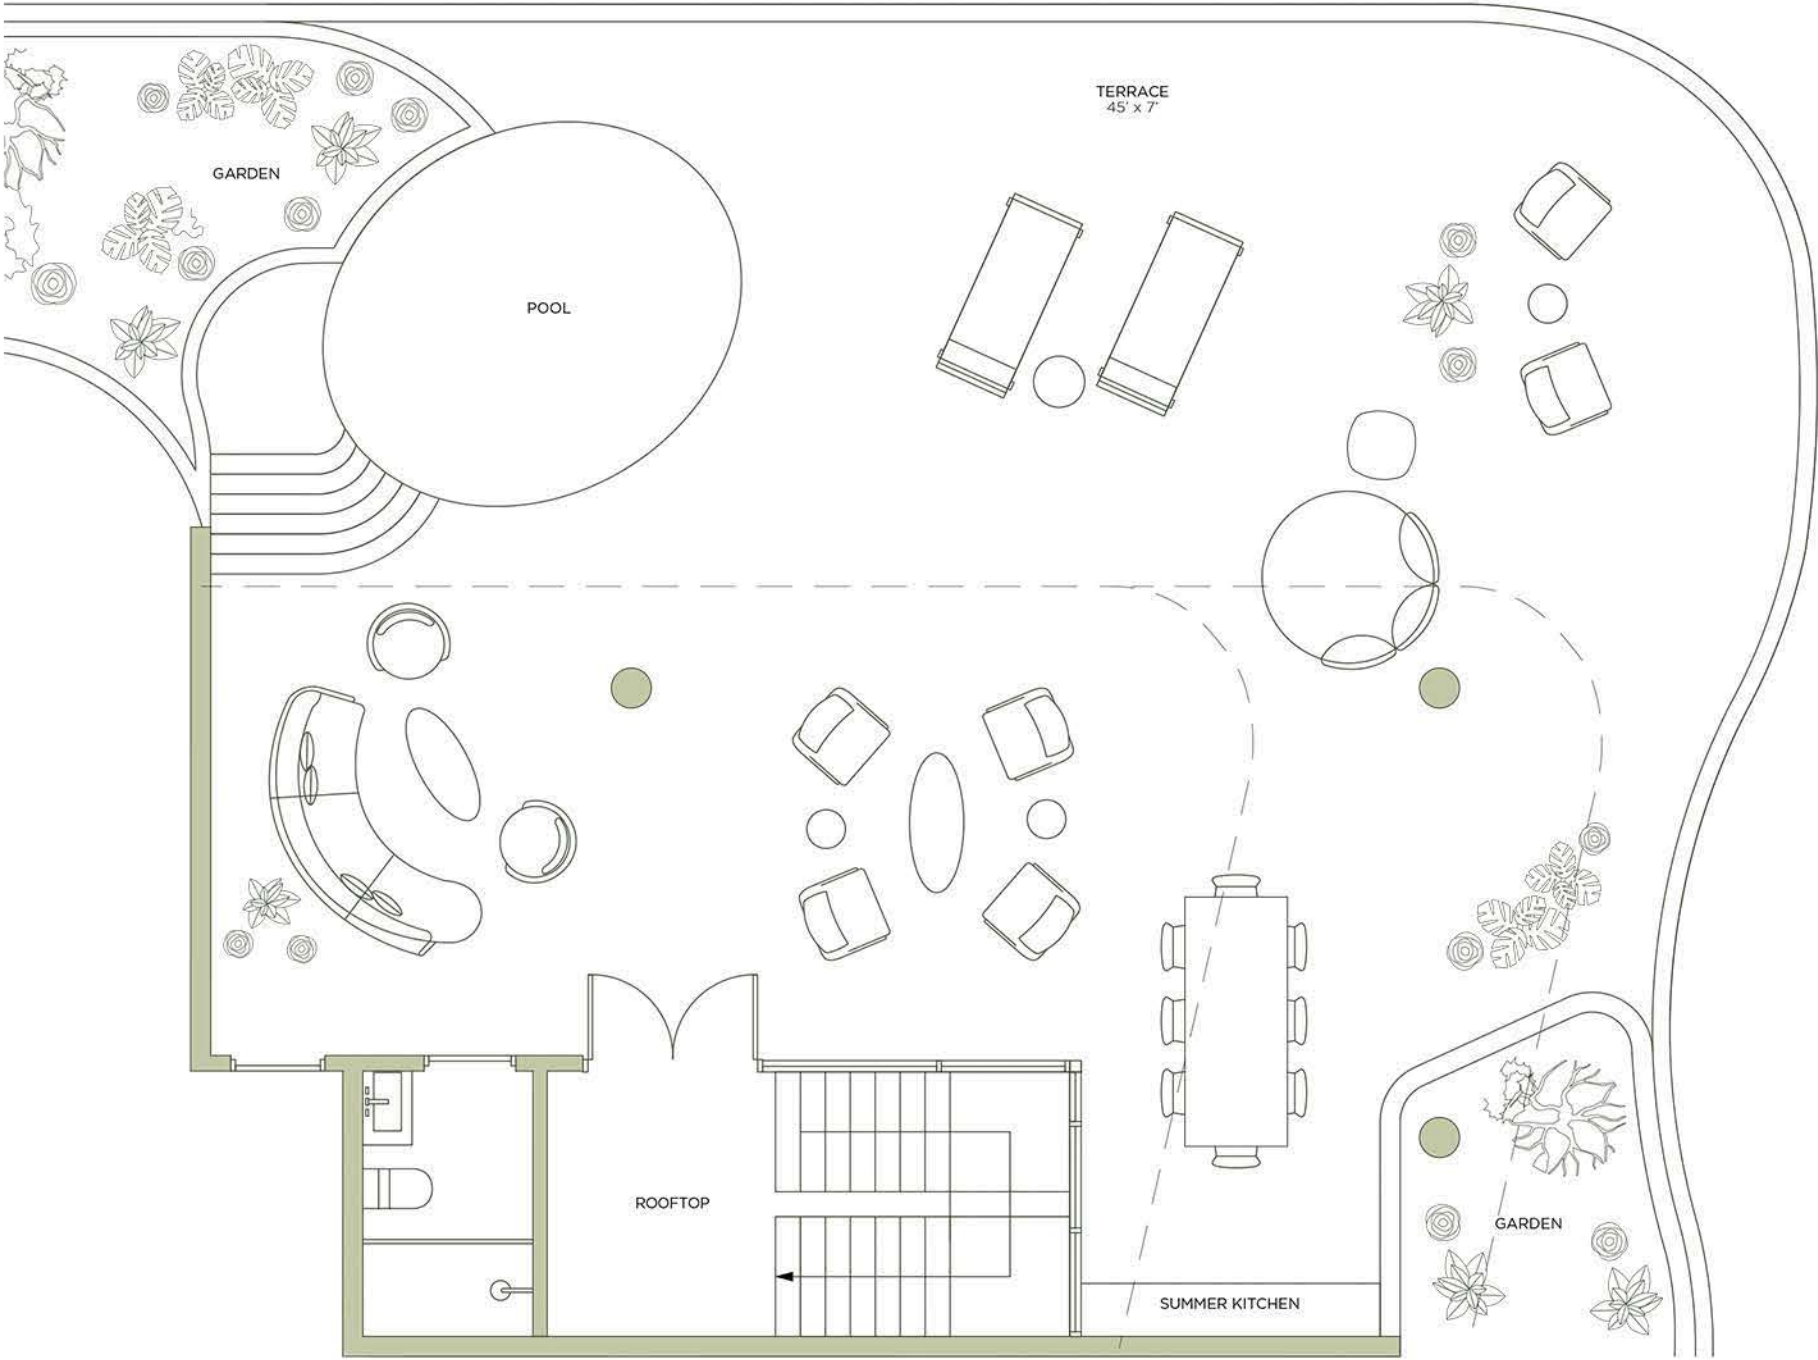 TERRACE
45' x 7'
GARDEN
POOL
ROOFTOP
GARDEN
SUMMER KITCHEN